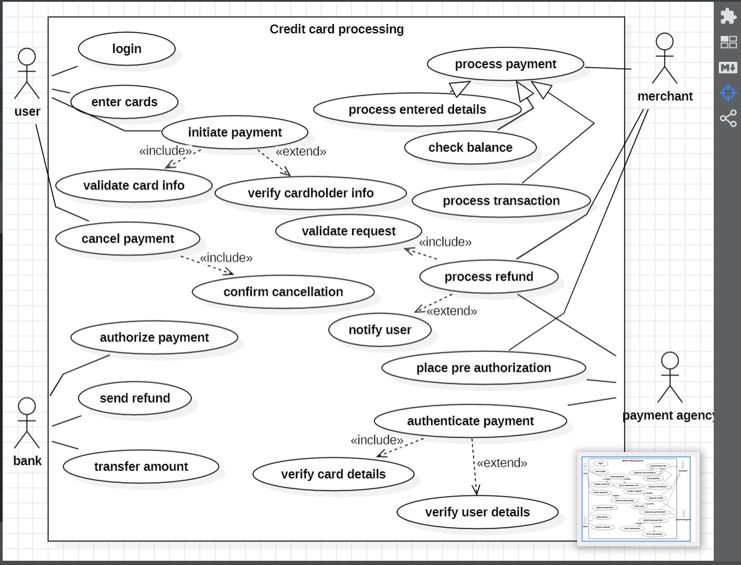 Credit card processing
login
process payment
enter cards
user
merchant
process entered details
initiate payment
check balance
«include»
«extend»
validate card info
verify cardholder info
process transaction
validate request
cancel payment
«include»
«include»
process refund
confirm cancellation
«extend»
notify user
authorize payment
place pre authorization
send refund
payment agency
authenticate payment
«include»
bank
transfer amount
«extend»
verify card details
verify user details
M